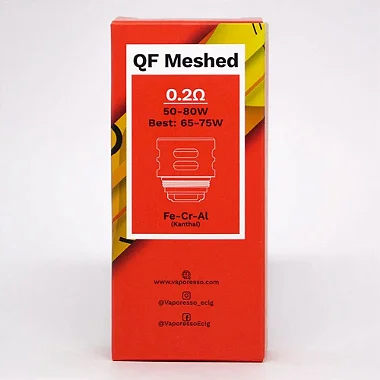 QF Meshed
0.2Ω
50-80W
Best: 65-75W
Fe-Cr-Al
(Kanthal)
www.vaporesso.com
@Vaporesso_ecig
@VaporessoEcig